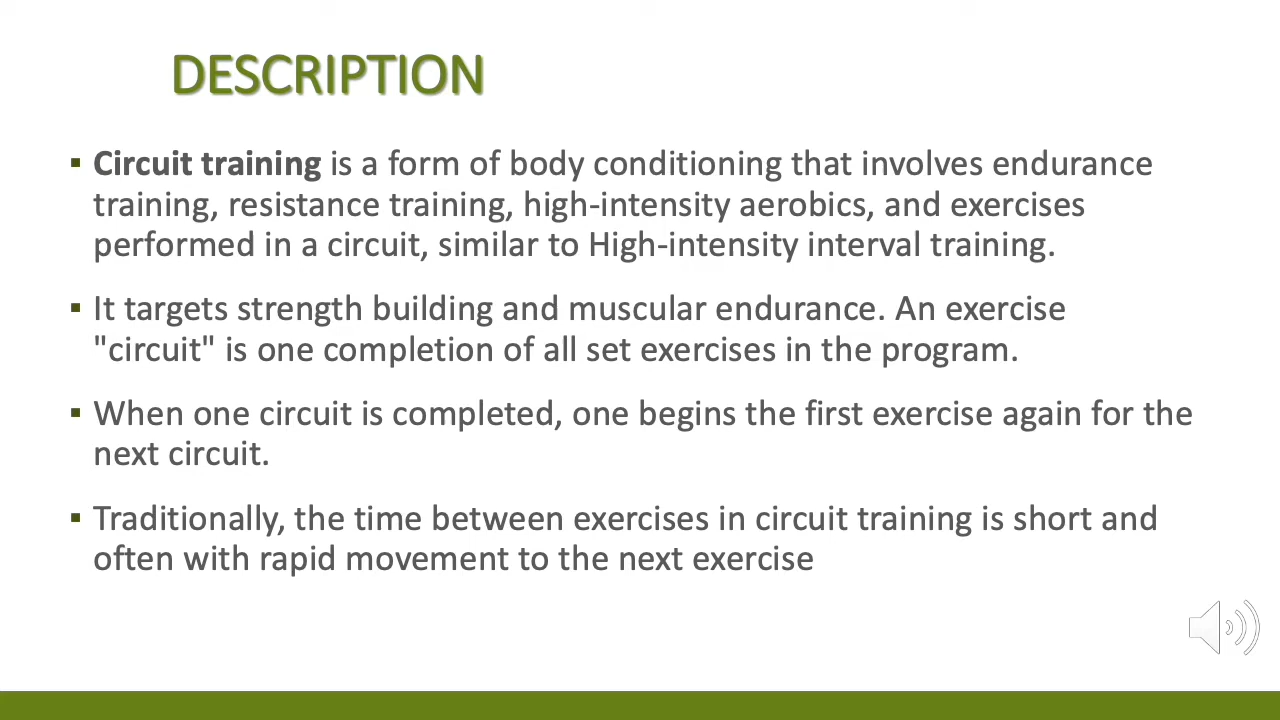 DESCRIPTION
▪ Circuit training is a form of body conditioning that involves endurance
training, resistance training, high-intensity aerobics, and exercises
performed in a circuit, similar to High-intensity interval training.
▪ It targets strength building and muscular endurance. An exercise
"circuit" is one completion of all set exercises in the program.
▪ When one circuit is completed, one begins the first exercise again for the
next circuit.
▪ Traditionally, the time between exercises in circuit training is short and
often with rapid movement to the next exercise